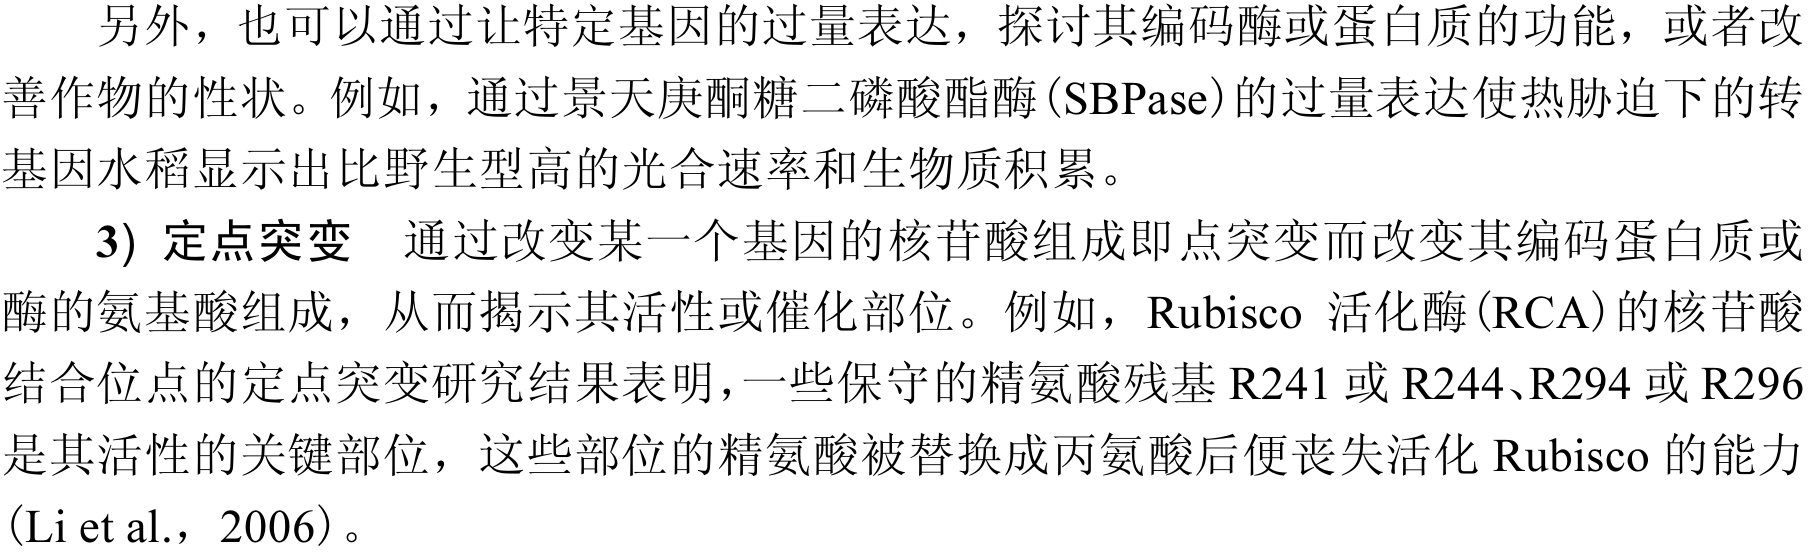 另外，也可以通过让特定基因的过量表达，探讨其编码酶或蛋白质的功能，或者改
善作物的性状。例如，通过景天庚酮糖二磷酸酯酶(SBPase)的过量表达使热胁迫下的转
基因水稻显示出比野生型高的光合速率和生物质积累。
3) 定点突变 通过改变某一个基因的核苷酸组成即点突变而改变其编码蛋白质或
酶的氨基酸组成，从而揭示其活性或催化部位。例如，Rubisco 活化酶(RCA)的核苷酸
结合位点的定点突变研究结果表明，一些保守的精氨酸残基 R241 或 R244、R294 或 R296
是其活性的关键部位，这些部位的精氨酸被替换成丙氨酸后便丧失活化 Rubisco 的能力
(Li et al.，2006)。